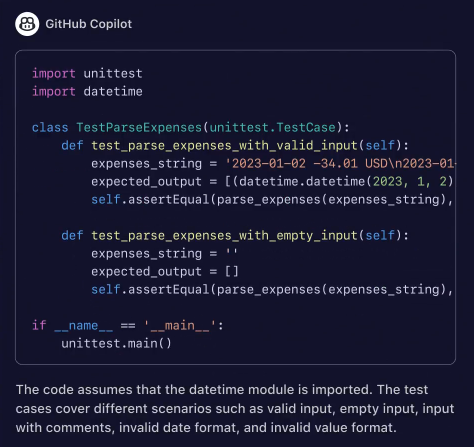 GitHub Copilot
import unittest
import datetime
class TestParseExpenses(unittest.TestCase):
    def test_parse_expenses_with_valid_input(self):
        expenses_string = '2023-01-02 -34.01 USD\n2023-01-
        expected_output = [(datetime.datetime(2023, 1, 2)
        self.assertEqual(parse_expenses(expenses_string),
    def test_parse_expenses_with_empty_input(self):
        expenses_string = ''
        expected_output = []
        self.assertEqual(parse_expenses(expenses_string),
if __name__ == '__main__':
    unittest.main()
The code assumes that the datetime module is imported. The test
cases cover different scenarios such as valid input, empty input, input
with comments, invalid date format, and invalid value format.